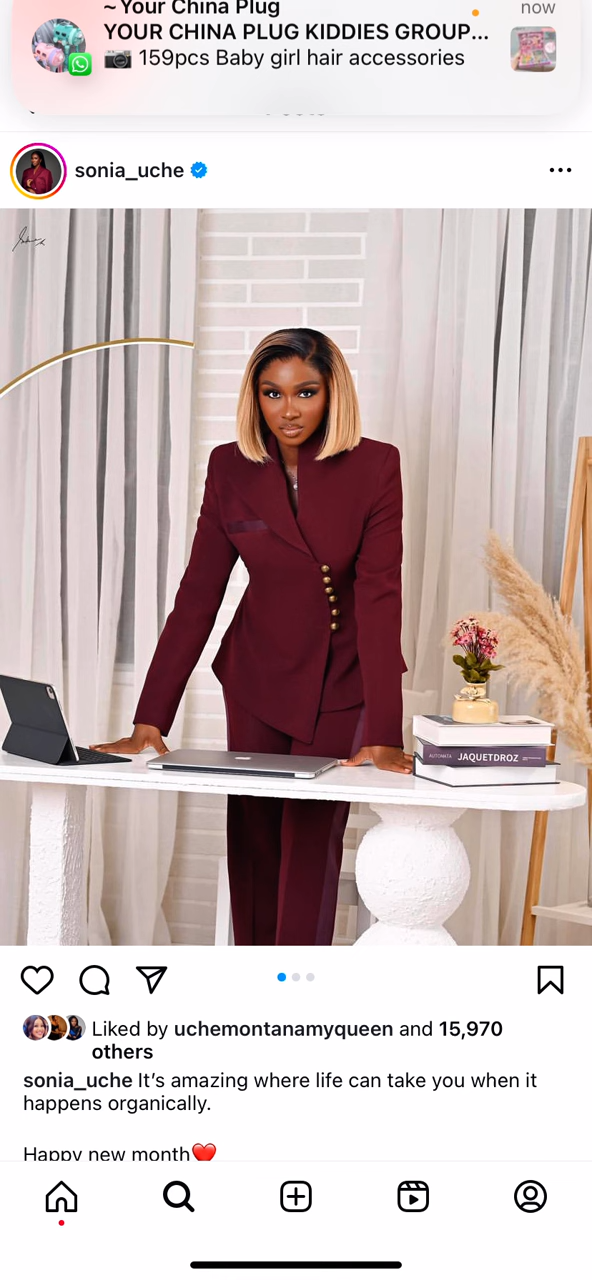 ~ Your China Plug
now
YOUR CHINA PLUG KIDDIES GROUP...
159pcs Baby girl hair accessories
sonia_uche
AUTOMATA JAQUETDROZ
Liked by uchemontanamyqueen and 15,970
others
sonia_uche It’s amazing where life can take you when it
happens organically.
Happy new month❤️